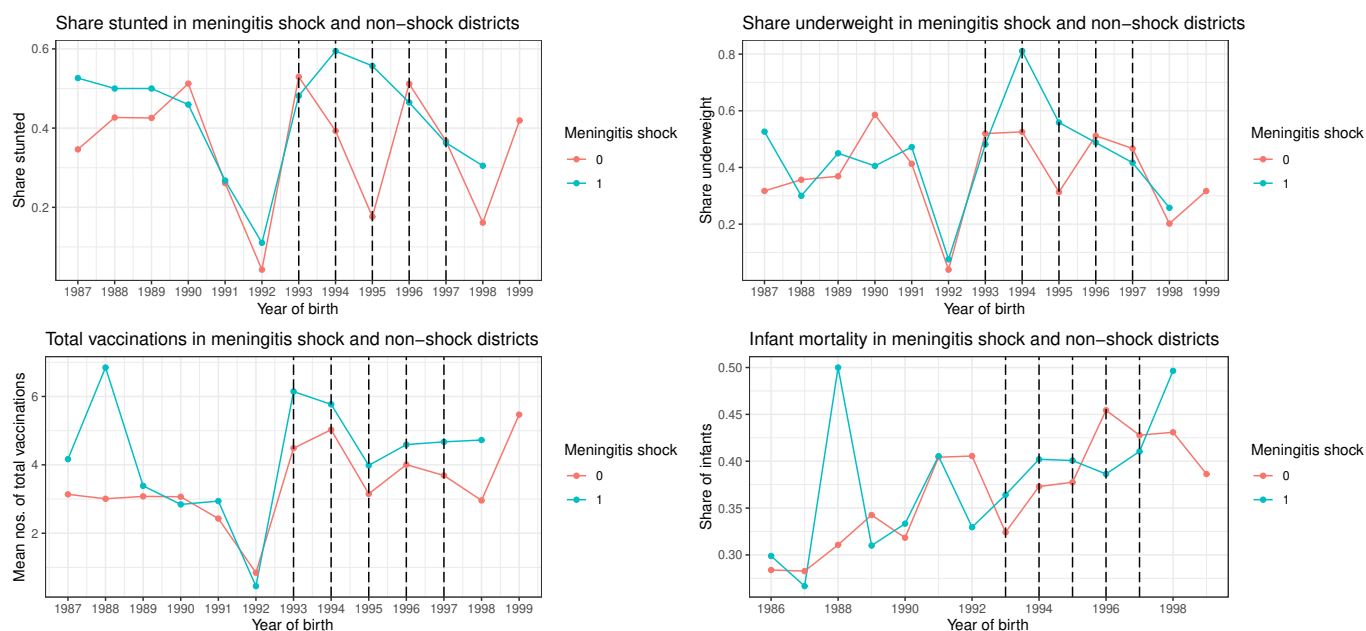 Share stunted in meningitis shock and non−shock districts
0.6
0.4
0.2
Share stunted
1987 1988 1989 1990 1991 1992 1993 1994 1995 1996 1997 1998 1999
Year of birth
Meningitis shock
0
1
Share underweight in meningitis shock and non−shock districts
0.8
0.6
0.4
0.2
Share underweight
1987 1988 1989 1990 1991 1992 1993 1994 1995 1996 1997 1998 1999
Year of birth
Meningitis shock
0
1
Total vaccinations in meningitis shock and non−shock districts
6
4
2
Mean nos. of total vaccinations
1987 1988 1989 1990 1991 1992 1993 1994 1995 1996 1997 1998 1999
Year of birth
Meningitis shock
0
1
Infant mortality in meningitis shock and non−shock districts
0.50
0.45
0.40
0.35
0.30
Share of infants
1986 1988 1990 1992 1994 1996 1998
Year of birth
Meningitis shock
0
1